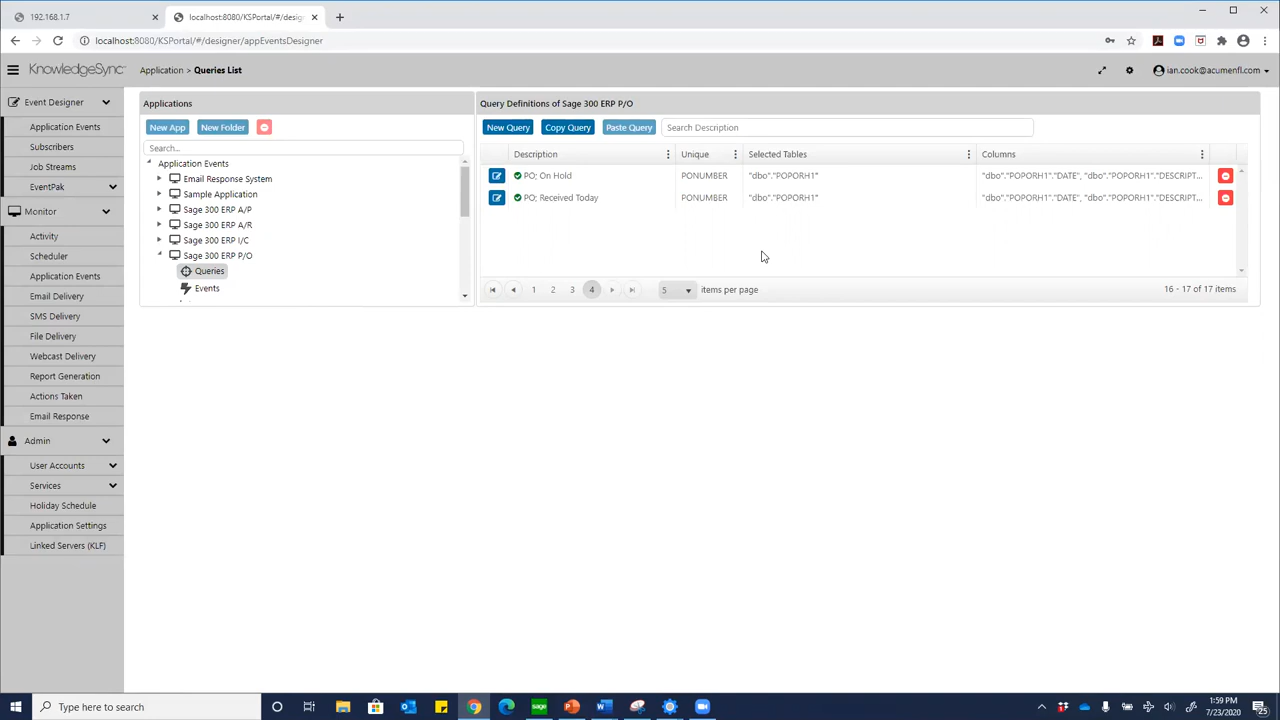 192.168.1.7
localhost:8080/KSPortal/#/desig
localhost:8080/KSPortal/#/designer/appEventsDesigner
KnowledgeSync
Application > Queries List
ian.cook@acumenfl.com
Event Designer
Application Events
Subscribers
Job Streams
EventPak
Monitor
Activity
Scheduler
Application Events
Email Delivery
SMS Delivery
File Delivery
Webcast Delivery
Report Generation
Actions Taken
Email Response
Admin
User Accounts
Services
Holiday Schedule
Application Settings
Linked Servers (KLF)
Applications
New App New Folder
Search...
Application Events
Email Response System
Sample Application
Sage 300 ERP A/P
Sage 300 ERP A/R
Sage 300 ERP I/C
Sage 300 ERP P/O
Queries
Events
Query Definitions of Sage 300 ERP P/O
New Query Copy Query Paste Query Search Description
Description Unique Selected Tables Columns
PO; On Hold PONUMBER "dbo"."POPORH1" "dbo"."POPORH1"."DATE", "dbo"."POPORH1"."DESCRIPT...
PO; Received Today PONUMBER "dbo"."POPORH1" "dbo"."POPORH1"."DATE", "dbo"."POPORH1"."DESCRIPT...
1 2 3 4 5 items per page 16 - 17 of 17 items
Type here to search
sage
1:59 PM
7/23/2020
25